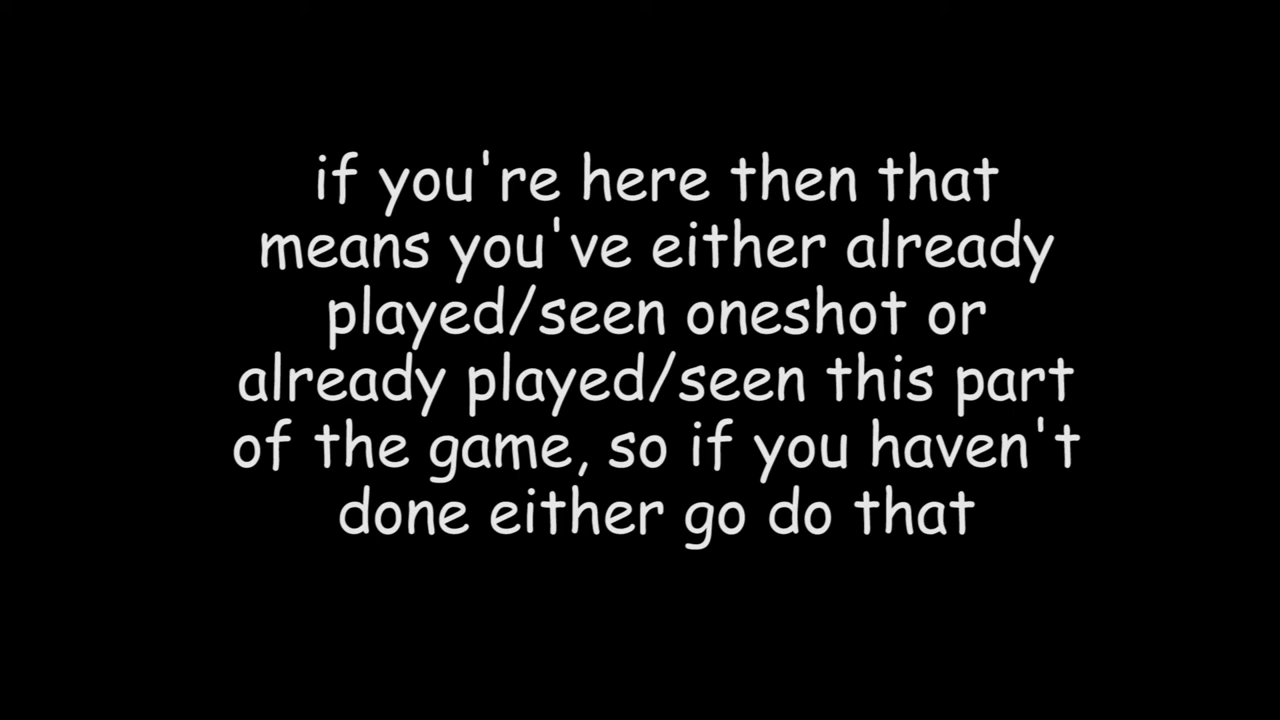 if you're here then that
means you've either already
played/seen oneshot or
already played/seen this part
of the game, so if you haven't
done either go do that